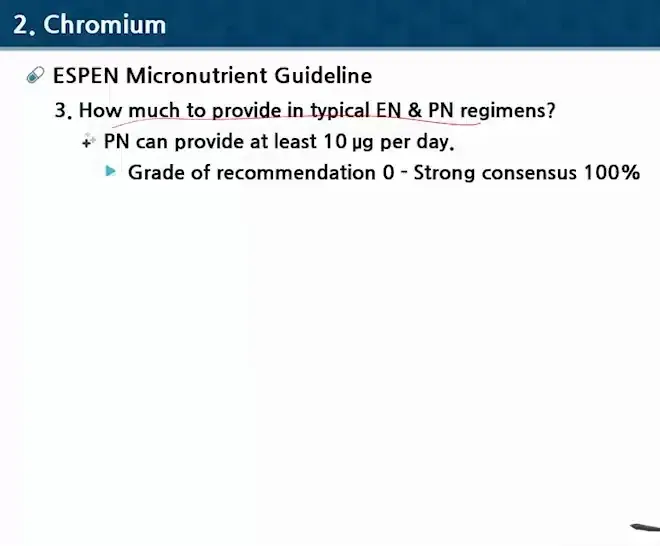 2. Chromium
ESPEN Micronutrient Guideline
3. How much to provide in typical EN & PN regimens?
PN can provide at least 10 μg per day.
Grade of recommendation 0 - Strong consensus 100%